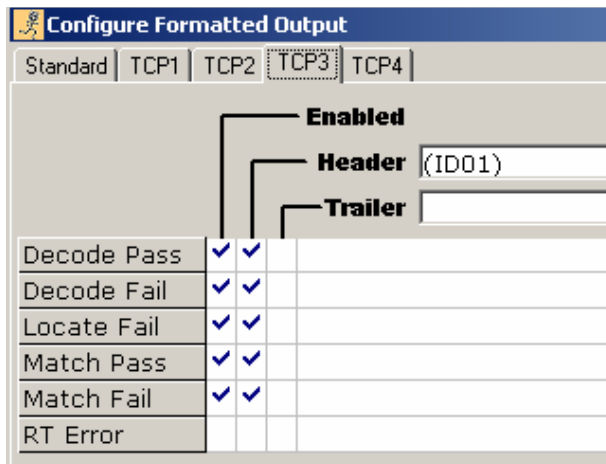 Configure Formatted Output
Standard TCP1 TCP2 TCP3 TCP4
Enabled
Header (ID01)
Trailer
Decode Pass
Decode Fail
Locate Fail
Match Pass
Match Fail
RT Error